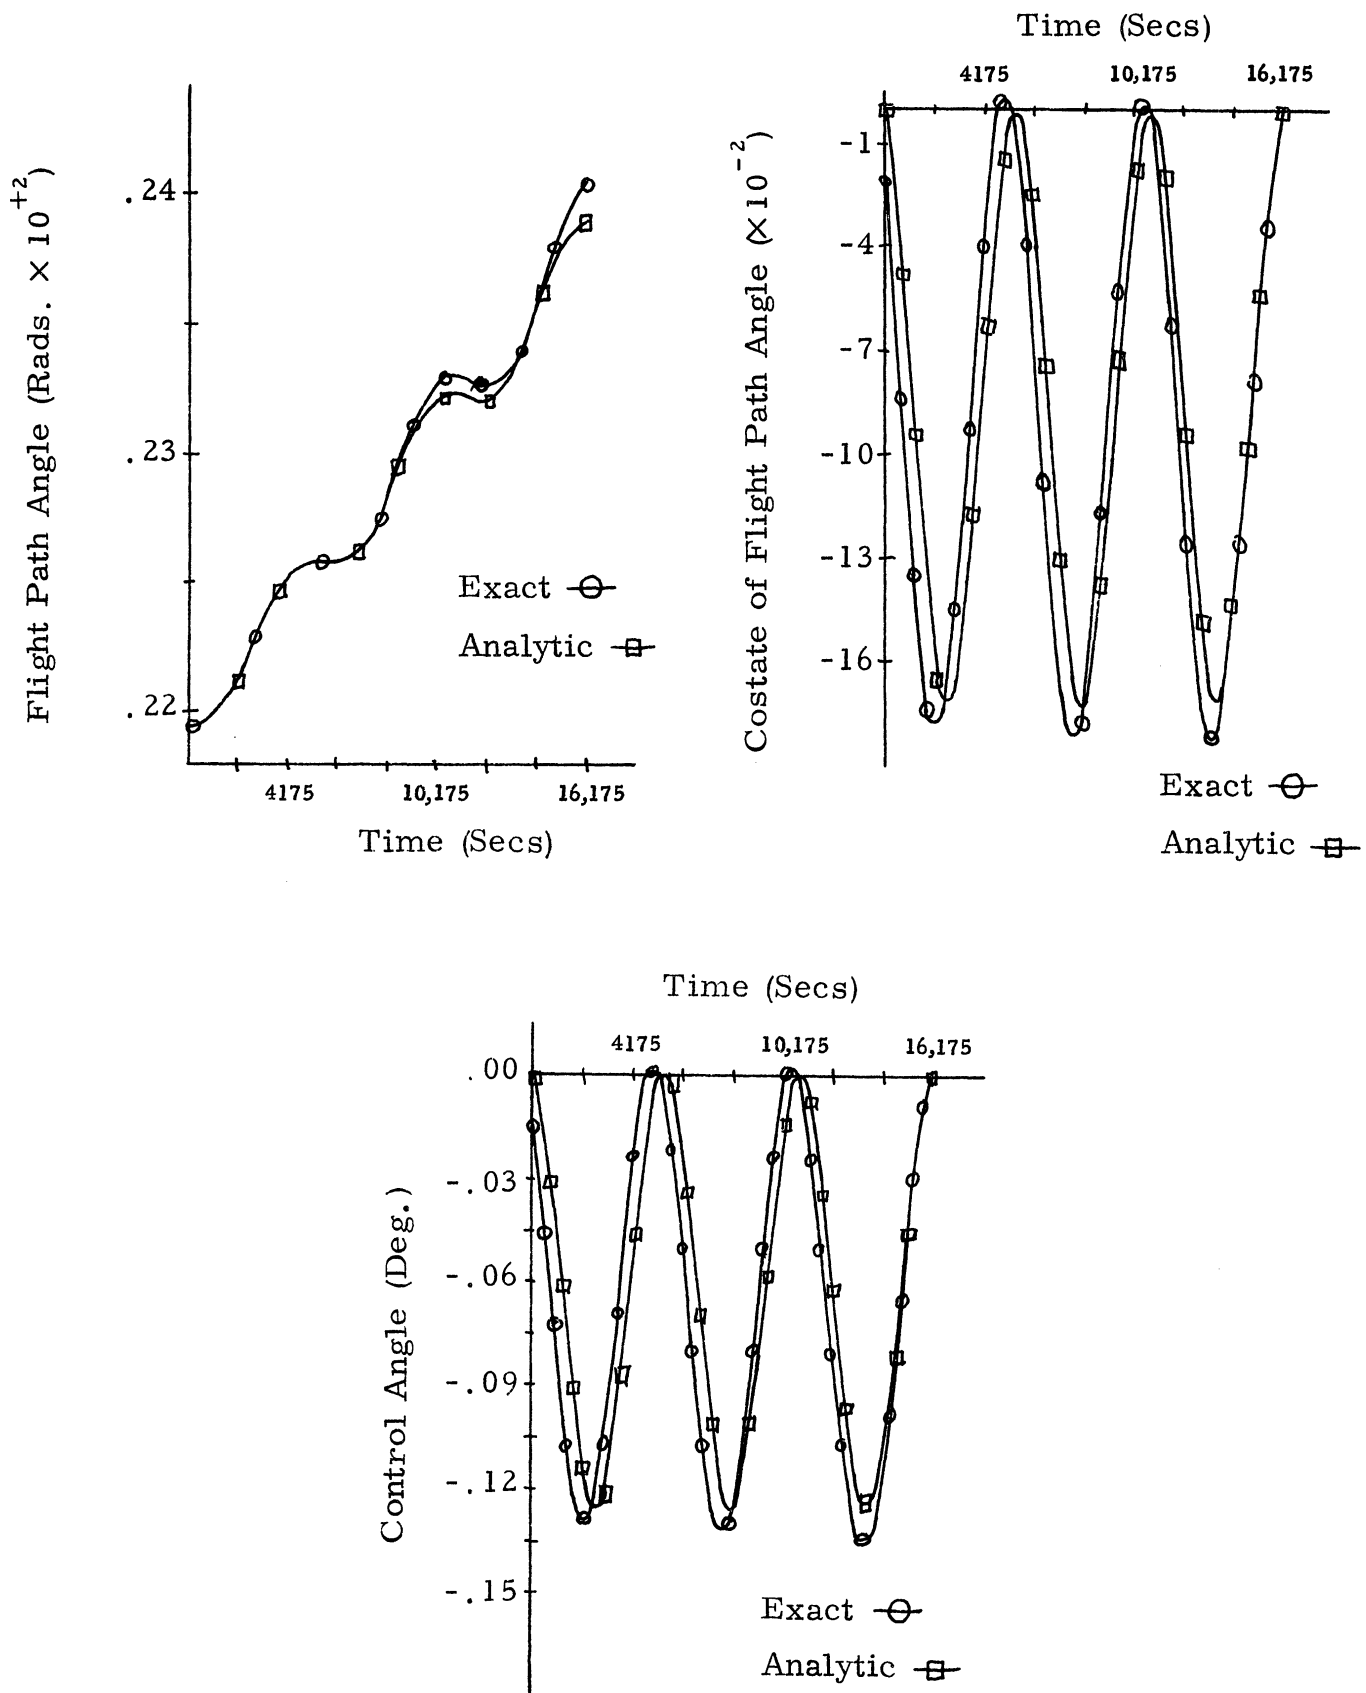 Flight Path Angle (Rads. × 10⁺²)
.24
.23
.22
Exact
Analytic
4175 10,175 16,175
Time (Secs)
Time (Secs)
4175 10,175 16,175
Costate of Flight Path Angle (×10⁻²)
-1
-4
-7
-10
-13
-16
Exact
Analytic
Time (Secs)
4175 10,175 16,175
Control Angle (Deg.)
.00
-.03
-.06
-.09
-.12
-.15
Exact
Analytic